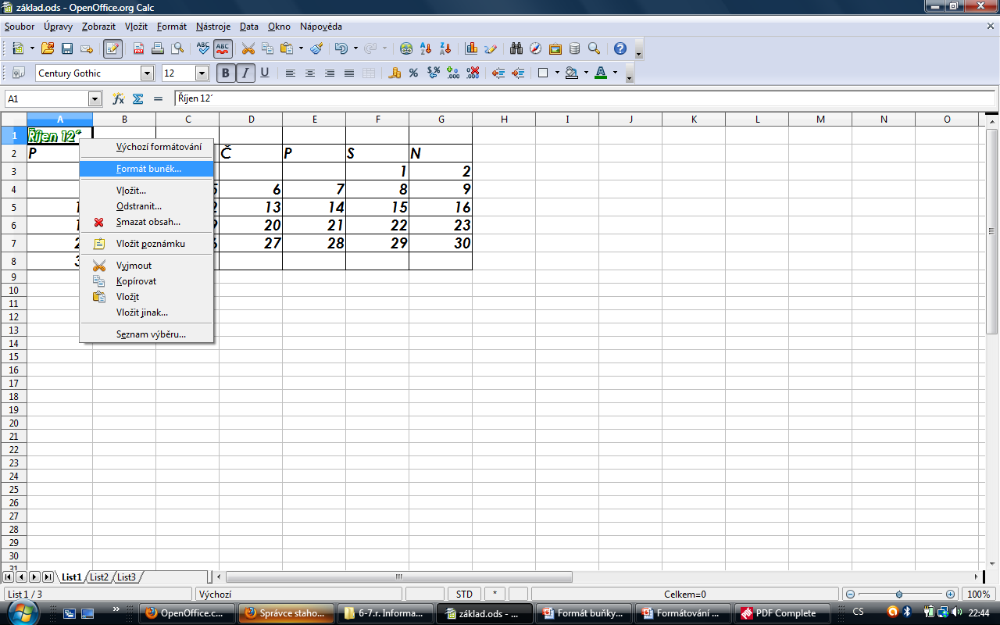 základ.ods - OpenOffice.org Calc
Soubor Úpravy Zobrazit Vložit Formát Nástroje Data Okno Nápověda
Century Gothic 12 B I U
A1 Říjen 12´
A B C D E F G H I J K L M N O
1 Říjen 12´
2 P Č P S N
3 1 2
4 5 6 7 8 9
5 1 2 13 14 15 16
6 1 9 20 21 22 23
7 2 6 27 28 29 30
8 3
9
10
11
12
13
14
15
16
17
18
19
20
21
22
23
24
25
26
27
28
29
30
31
Výchozí formátování
Formát buněk...
Vložit...
Odstranit...
Smazat obsah...
Vložit poznámku
Vyjmout
Kopírovat
Vložit
Vložit jinak...
Seznam výběru...
List1 List2 List3
List 1 / 3 Výchozí STD * Celkem=0 100%
OpenOffice.c... Správce staho... 6-7.r. Informa... základ.ods - ... Formát buňky... Formátování ... PDF Complete CS 22:44